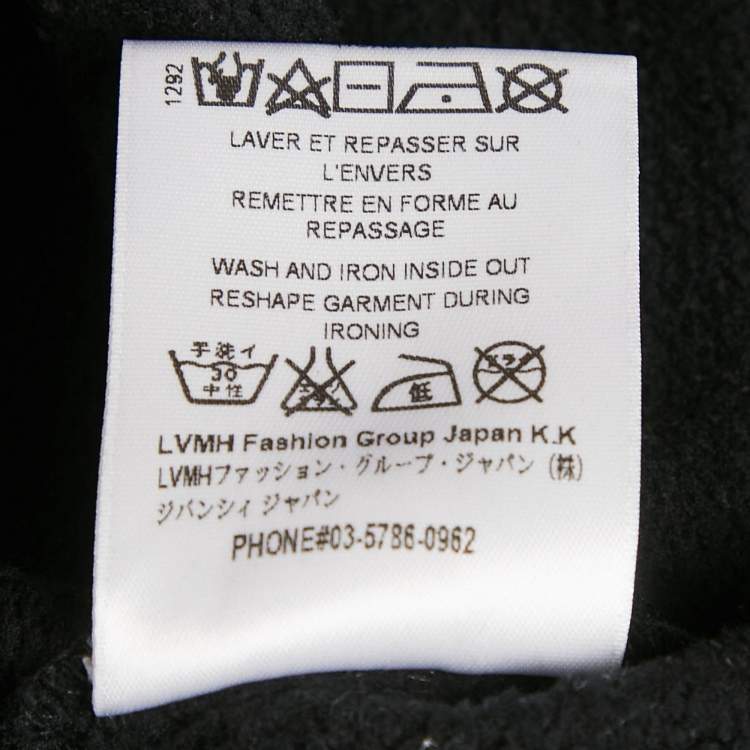 1292
LAVER ET REPASSER SUR
L'ENVERS
REMETTRE EN FORME AU
REPASSAGE
WASH AND IRON INSIDE OUT
RESHAPE GARMENT DURING
IRONING
手洗イ
30
中性
低
LVMH Fashion Group Japan K.K
LVMHファッション・グループ・ジャパン（株）
ジバンシィ ジャパン
PHONE#03-5786-0962